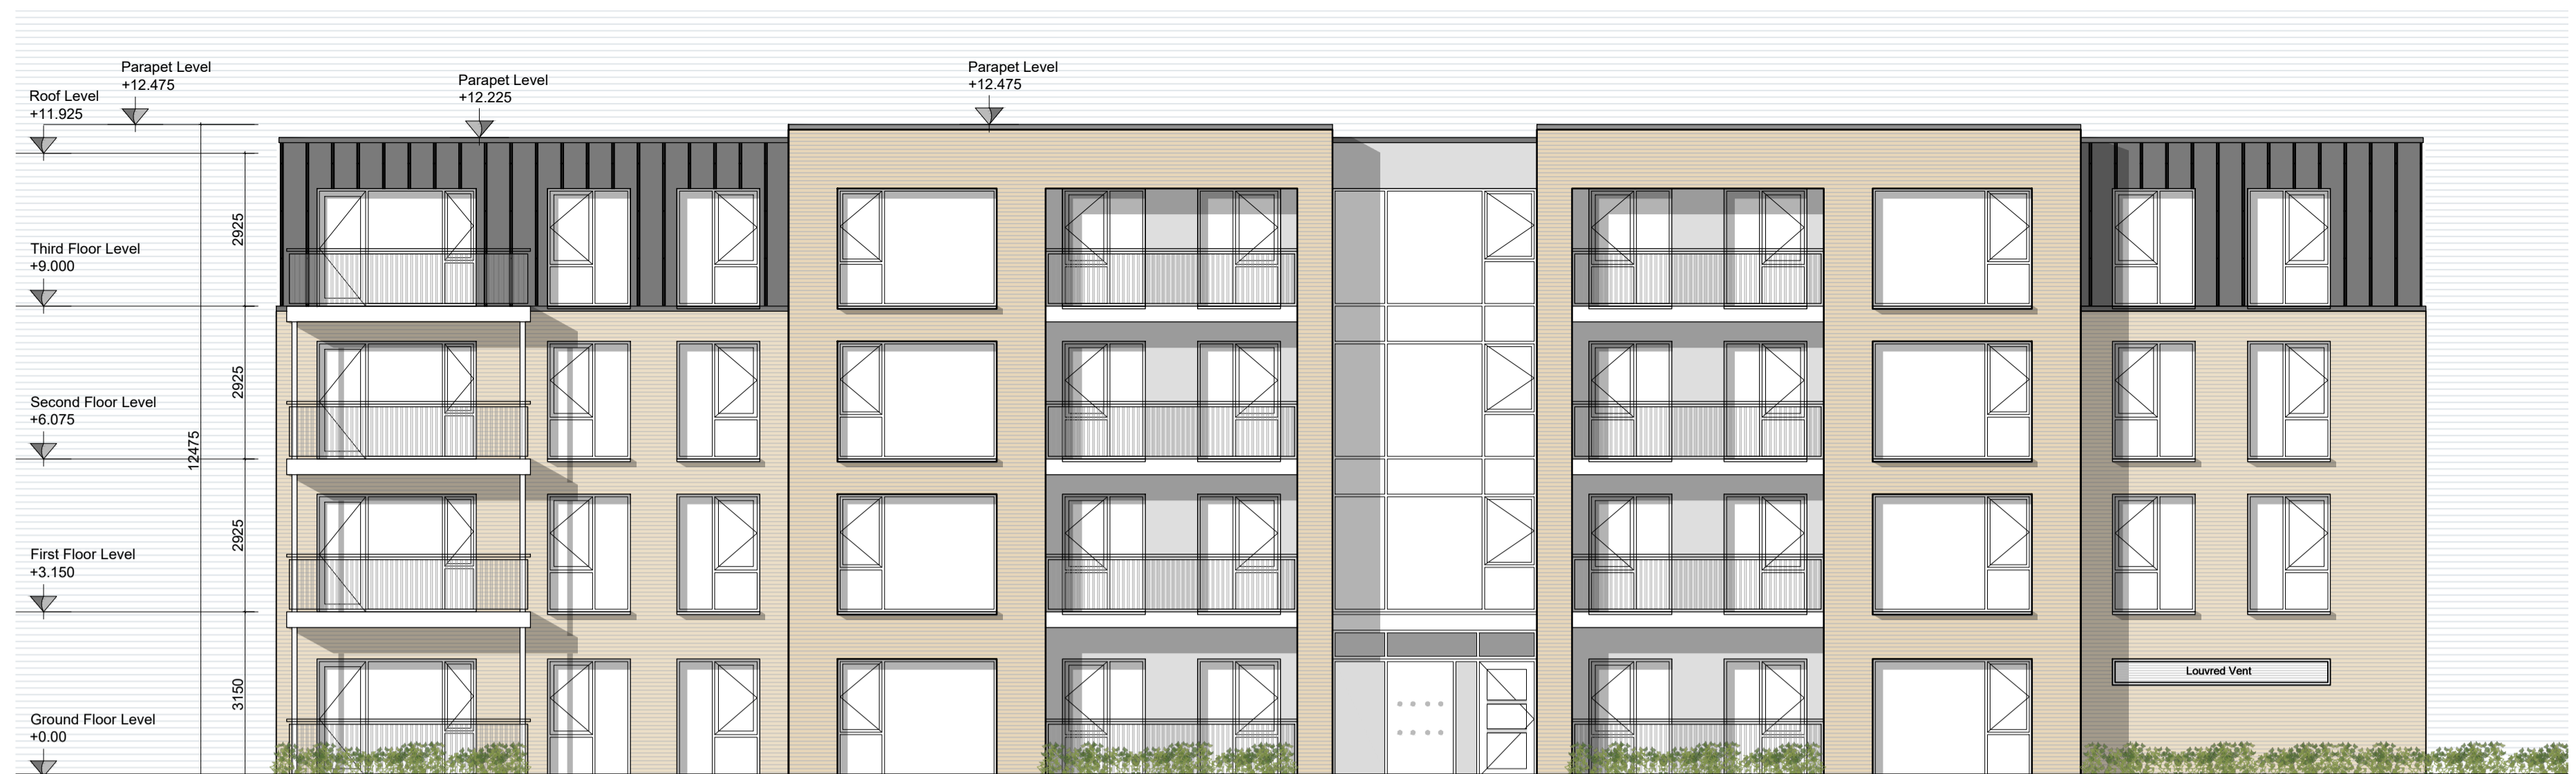 Parapet Level
+12.475
Roof Level
+11.925
Parapet Level
+12.225
Parapet Level
+12.475
2925
Third Floor Level
+9.000
2925
Second Floor Level
+6.075
12475
2925
First Floor Level
+3.150
3150
Louvred Vent
Ground Floor Level
+0.00